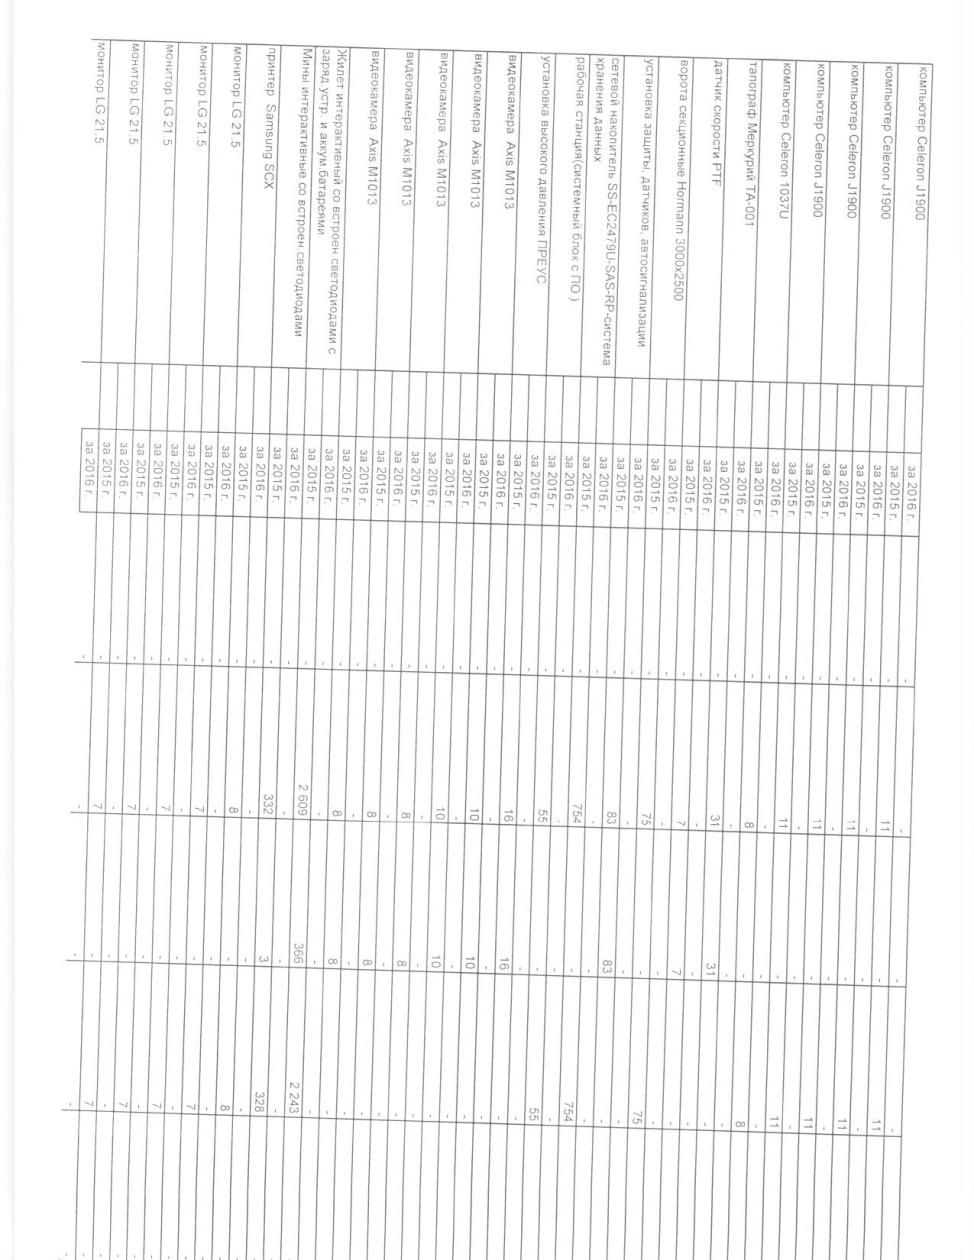 компьютер Celeron J1900 за 2016 г. - - - -
компьютер Celeron J1900 за 2015 г. - 11 - 11
за 2016 г. - - - -
компьютер Celeron J1900 за 2015 г. - 11 - 11
за 2016 г. - - - -
компьютер Celeron J1900 за 2015 г. - 11 - 11
за 2016 г. - - - -
компьютер Celeron 1037U за 2015 г. - 11 - 11
за 2016 г. - - - -
тапограф Меркурий ТА-001 за 2015 г. - 8 - 8
за 2016 г. - - - -
датчик скорости PTF за 2015 г. - 31 31 -
за 2016 г. - - - -
ворота секционные Hormann 3000х2500 за 2015 г. - 7 7 -
за 2016 г. - - - -
установка защиты, датчиков, автосигнализации за 2015 г. - 75 - 75
за 2016 г. - - - -
сетевой накопитель SS-EC2479U-SAS-RP-система
хранения данных за 2015 г. - 83 83 -
за 2016 г. - - - -
рабочая станция(системный блок с ПО ) за 2015 г. - 754 - 754
за 2016 г. - - - -
установка высокого давления ПРЕУС за 2015 г. - 55 - 55
за 2016 г. - - - -
видеокамера Axis M1013 за 2015 г. - 16 16 -
за 2016 г. - - - -
видеокамера Axis M1013 за 2015 г. - 10 10 -
за 2016 г. - - - -
видеокамера Axis M1013 за 2015 г. - 10 10 -
за 2016 г. - - - -
видеокамера Axis M1013 за 2015 г. - 8 8 -
за 2016 г. - - - -
видеокамера Axis M1013 за 2015 г. - 8 8 -
за 2016 г. - - - -
Жилет интерактивный со встроен светодиодами с
заряд.устр. и аккум.батареями за 2015 г. - 8 8 -
за 2016 г. - - - -
Мины интерактивные со встроен светодиодами за 2015 г. - 2 609 366 2 243
за 2016 г. - - - -
принтер Samsung SCX за 2015 г. - 332 3 328
за 2016 г. - - - -
монитор LG 21.5 за 2015 г. - 8 - 8
за 2016 г. - - - -
монитор LG 21.5 за 2015 г. - 7 - 7
за 2016 г. - - - -
монитор LG 21.5 за 2015 г. - 7 - 7
за 2016 г. - - - -
монитор LG 21.5 за 2015 г. - 7 - 7
за 2016 г. - - - -
монитор LG 21.5 за 2015 г. - 7 - 7
за 2016 г. - - - -